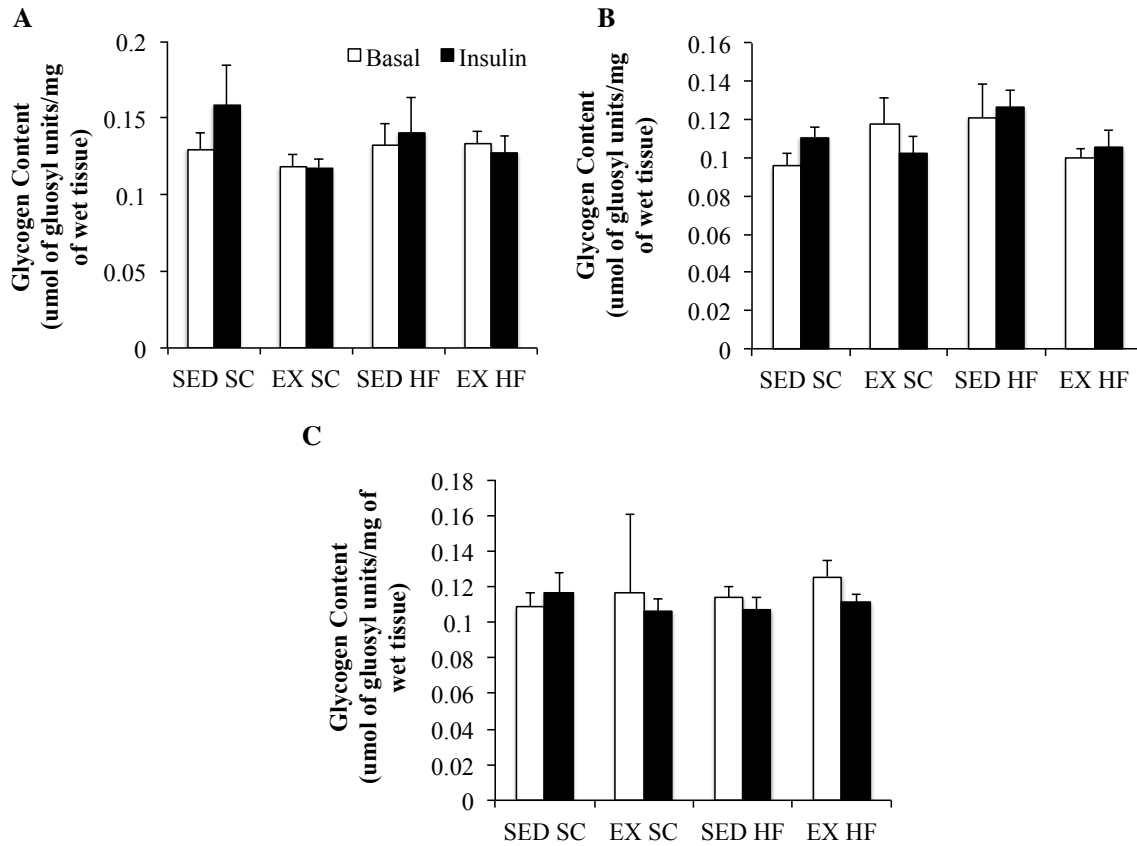 A
Glycogen Content
(umol of gluosyl units/mg
of wet tissue)
0.2
0.15
0.1
0.05
0
Basal
Insulin
SED SC
EX SC
SED HF
EX HF
B
Glycogen Content
(umol of gluosyl units/mg
of wet tissue)
0.16
0.14
0.12
0.1
0.08
0.06
0.04
0.02
0
SED SC
EX SC
SED HF
EX HF
C
Glycogen Content
(umol of gluosyl units/mg of
wet tissue)
0.18
0.16
0.14
0.12
0.1
0.08
0.06
0.04
0.02
0
SED SC
EX SC
SED HF
EX HF